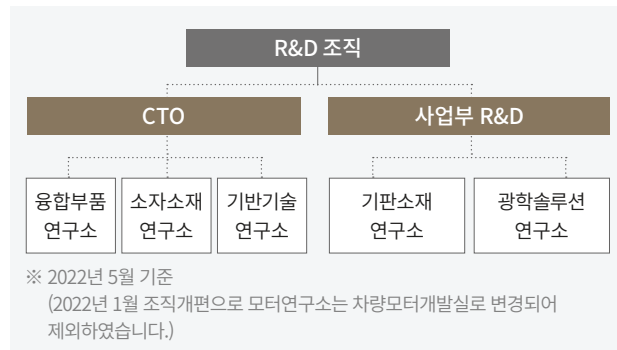 R&D 조직
CTO
사업부 R&D
융합부품
연구소
소자소재
연구소
기반기술
연구소
기판소재
연구소
광학솔루션
연구소
※ 2022년 5월 기준
(2022년 1월 조직개편으로 모터연구소는 차량모터개발실로 변경되어
제외하였습니다.)